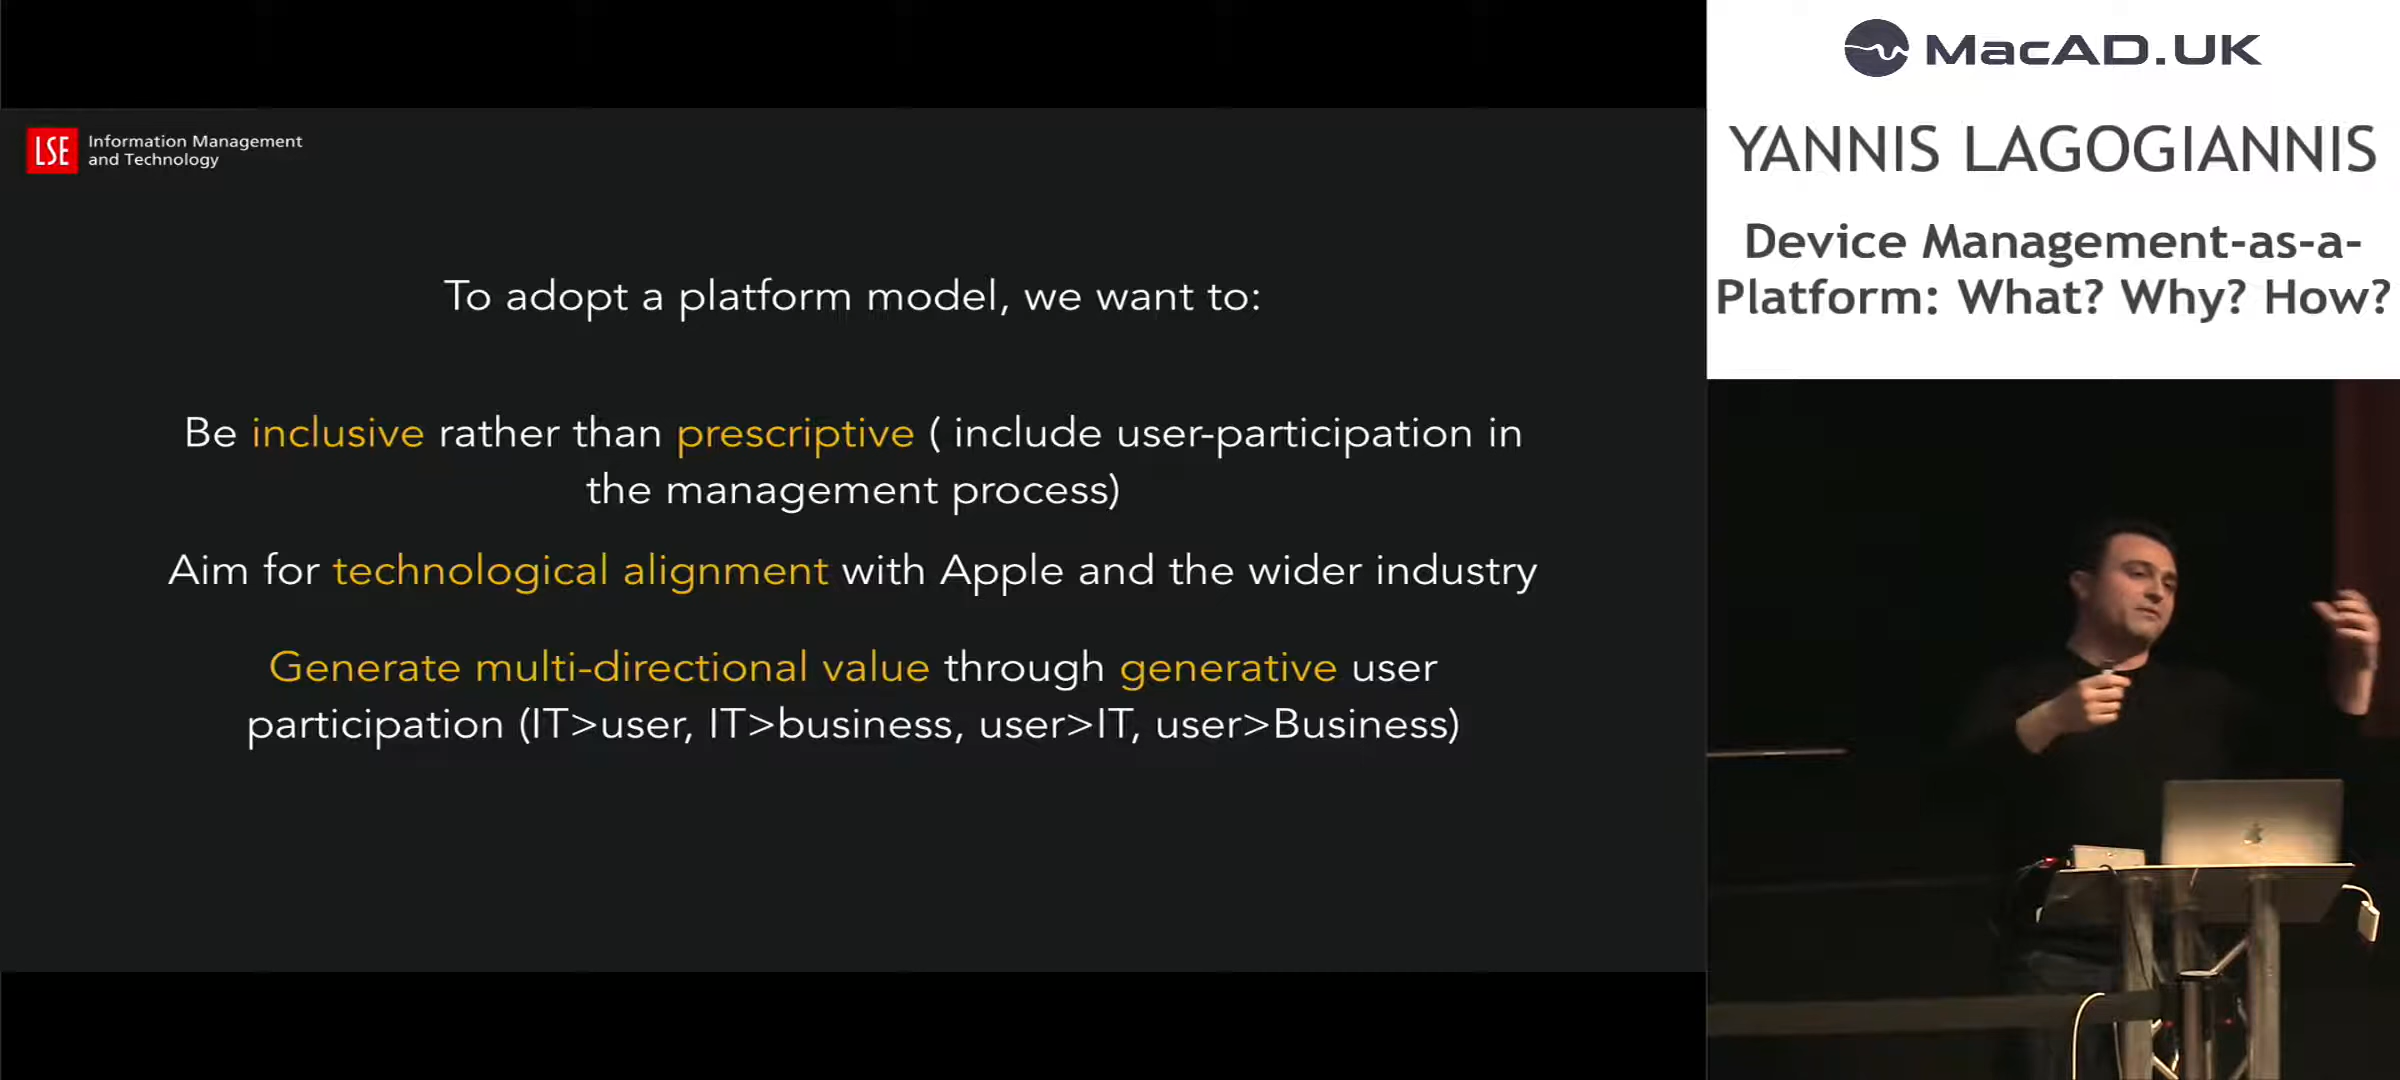 LSE Information Management
and Technology
To adopt a platform model, we want to:
Be inclusive rather than prescriptive ( include user-participation in
the management process)
Aim for technological alignment with Apple and the wider industry
Generate multi-directional value through generative user
participation (IT>user, IT>business, user>IT, user>Business)
MacAD.UK
YANNIS LAGOGIANNIS
Device Management-as-a-
Platform: What? Why? How?